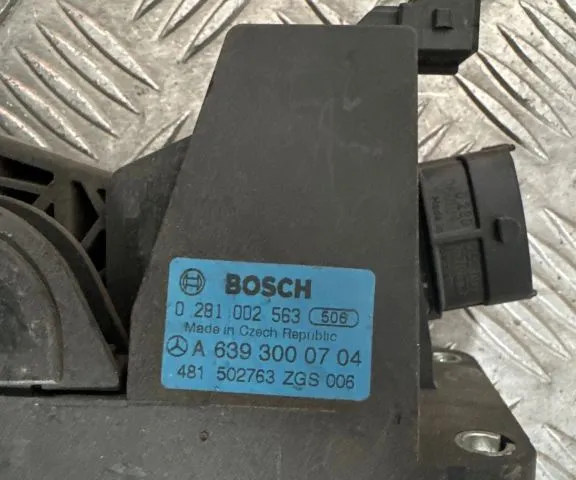 BOSCH
0 281 002 563 506
Made in Czech Republic
A 639 300 07 04
481 502763 ZGS 006